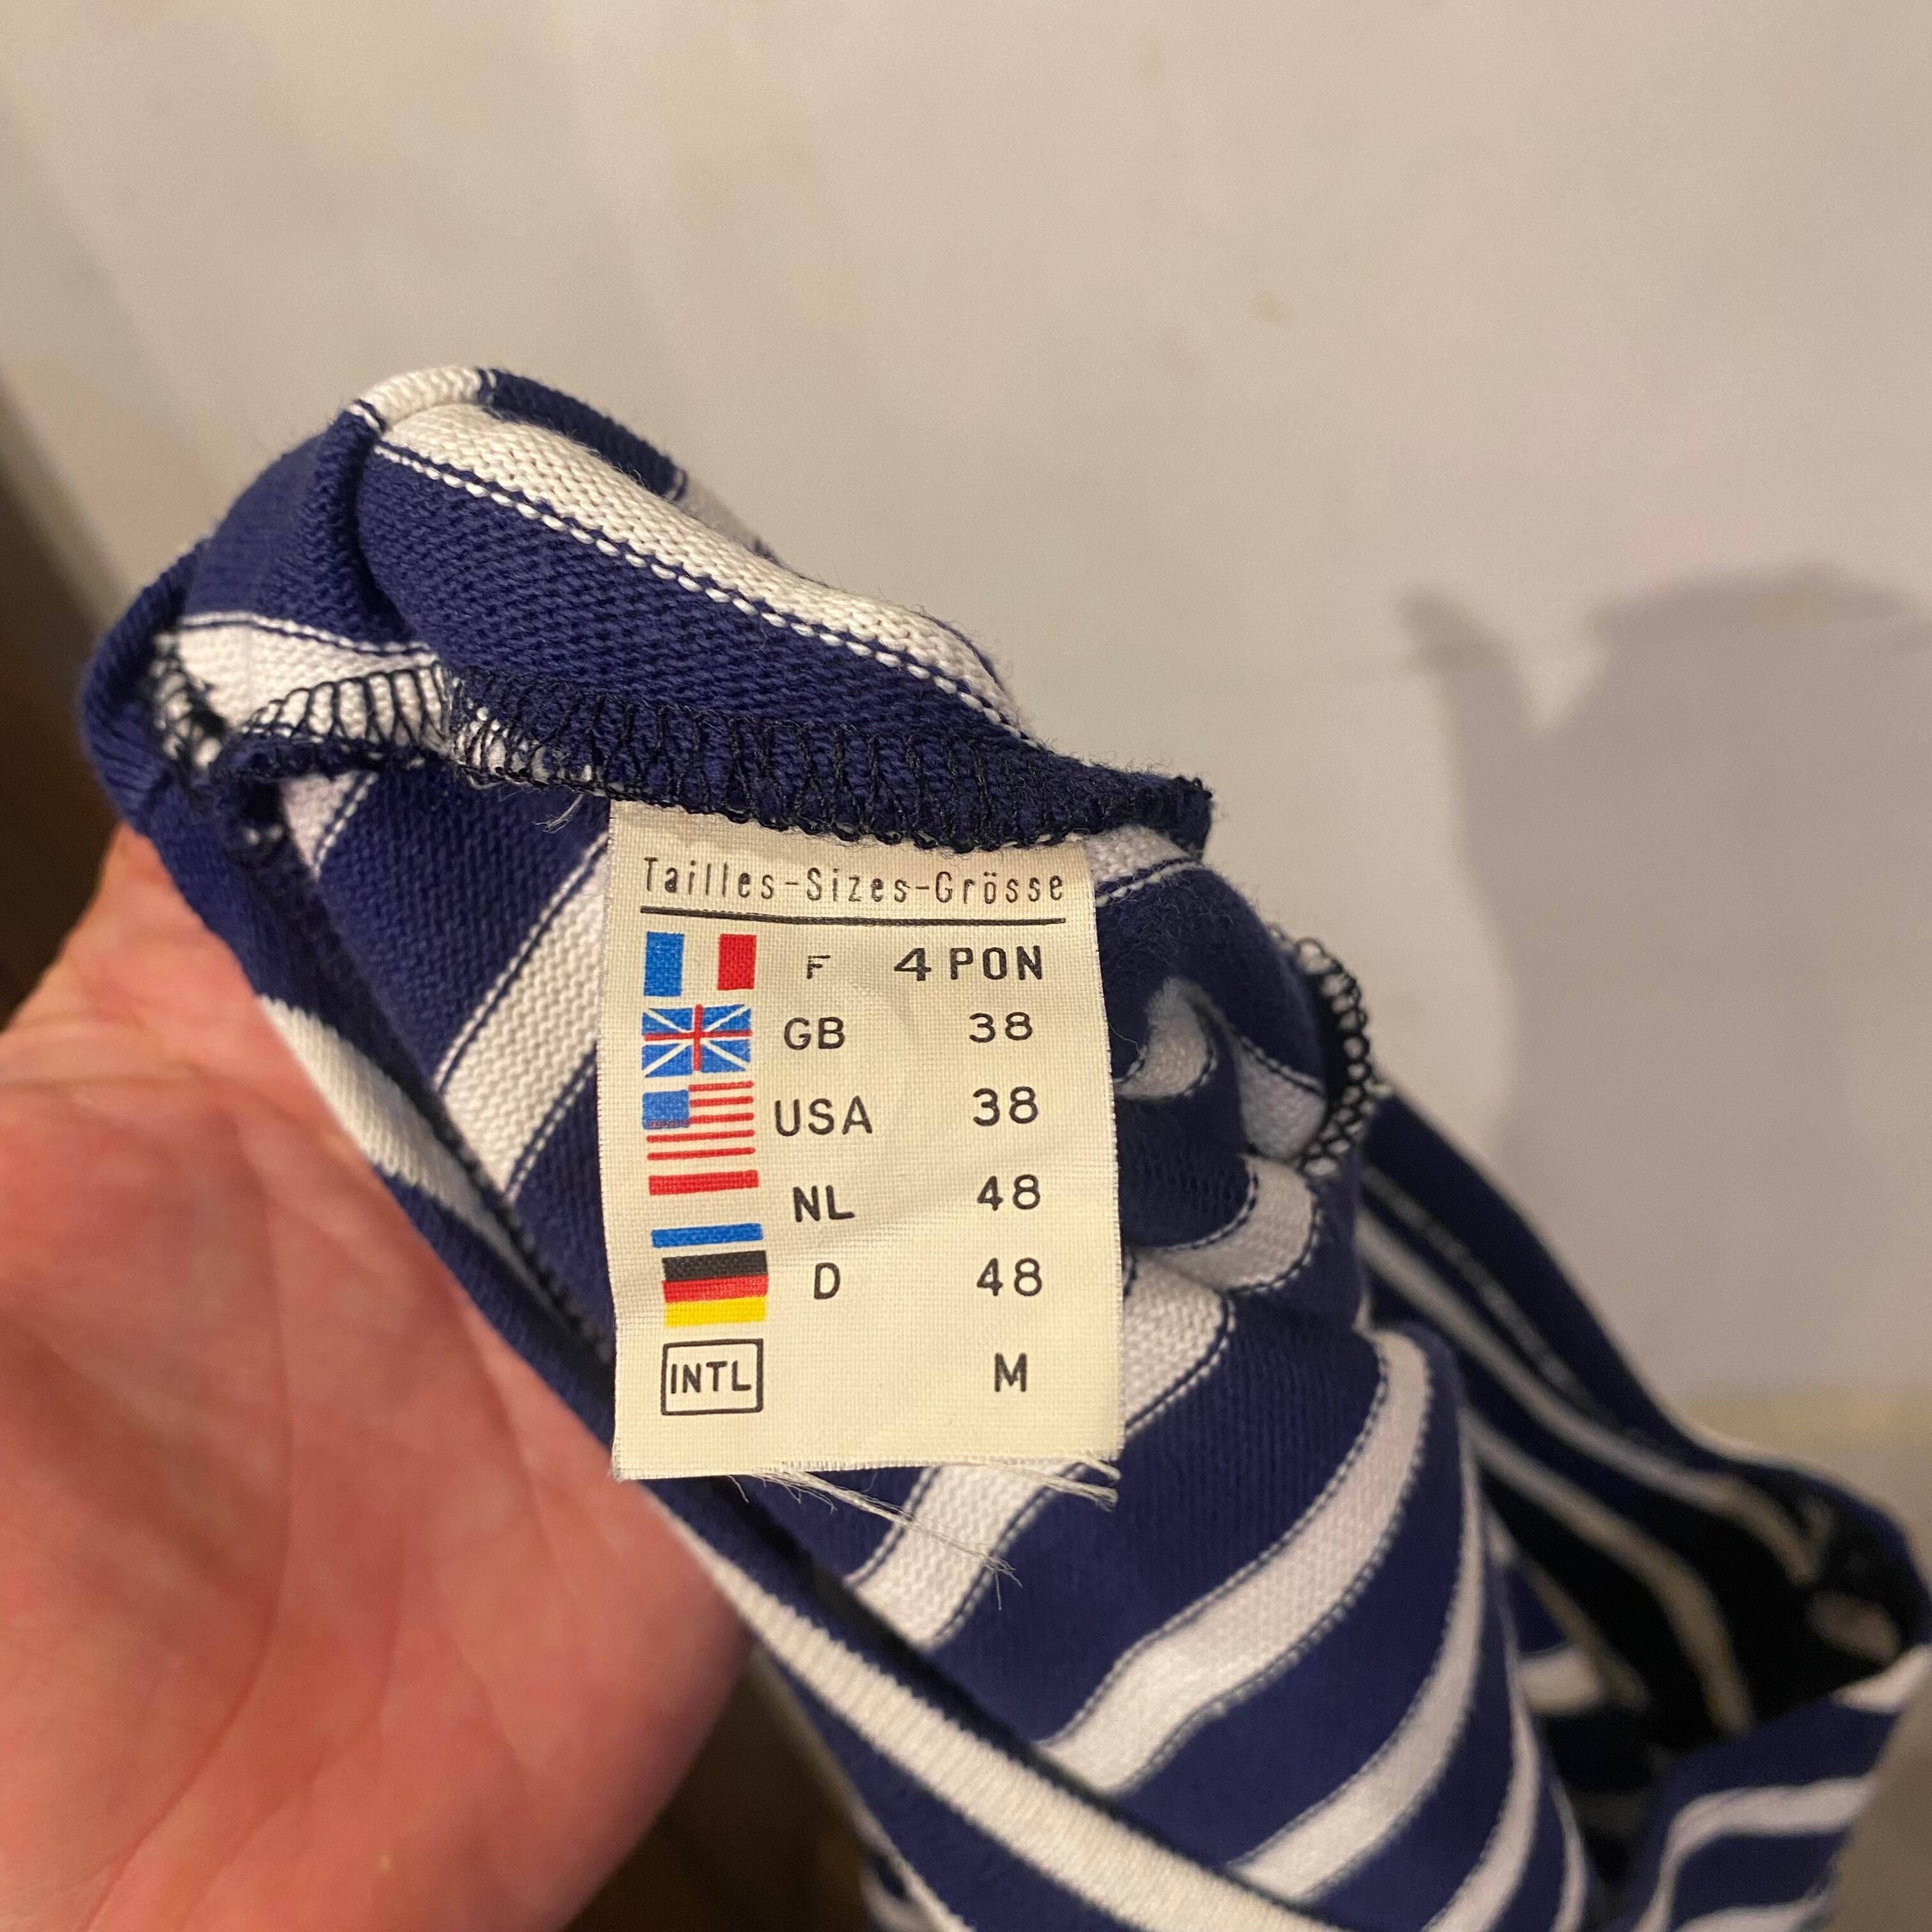 Tailles-Sizes-Grösse
F 4 PON
GB 38
USA 38
NL 48
D 48
INTL M